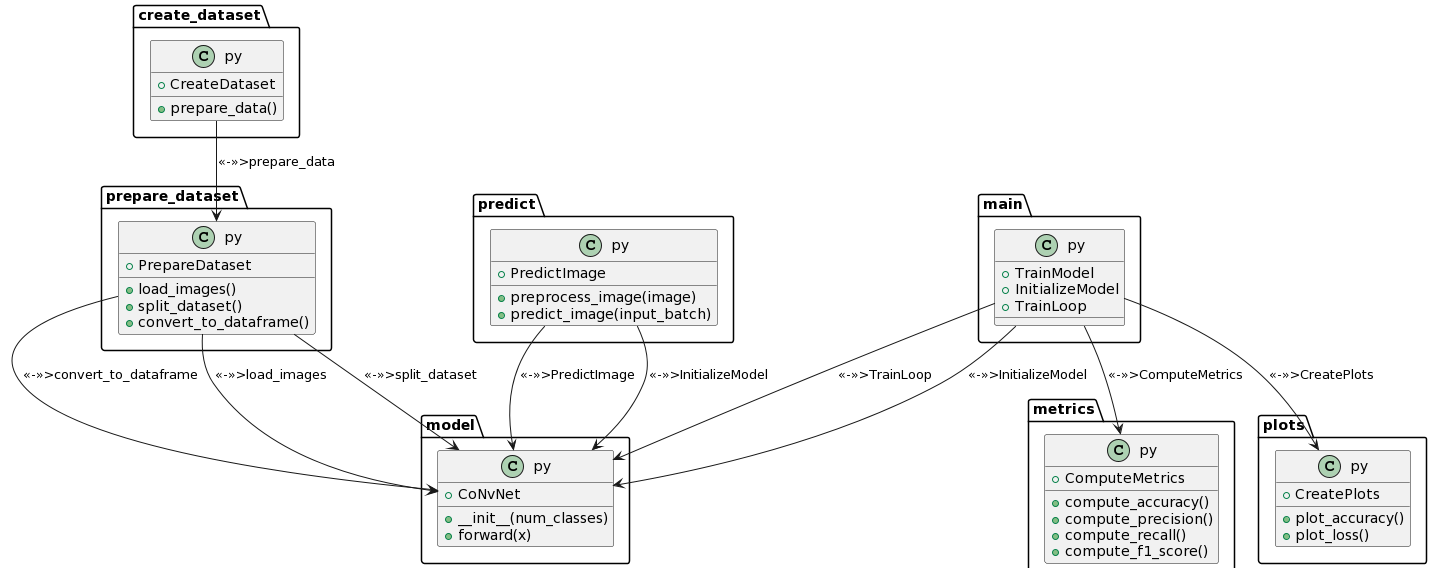 create_dataset
C py
CreateDataset
prepare_data()
«-»>prepare_data
prepare_dataset
C py
PrepareDataset
load_images()
split_dataset()
convert_to_dataframe()
predict
C py
PredictImage
preprocess_image(image)
predict_image(input_batch)
main
C py
TrainModel
InitializeModel
TrainLoop
«-»>convert_to_dataframe
«-»>load_images
«-»>split_dataset
«-»>PredictImage
«-»>InitializeModel
«-»>TrainLoop
«-»>InitializeModel
«-»>ComputeMetrics
«-»>CreatePlots
model
C py
CoNvNet
__init__(num_classes)
forward(x)
metrics
C py
ComputeMetrics
compute_accuracy()
compute_precision()
compute_recall()
compute_f1_score()
plots
C py
CreatePlots
plot_accuracy()
plot_loss()